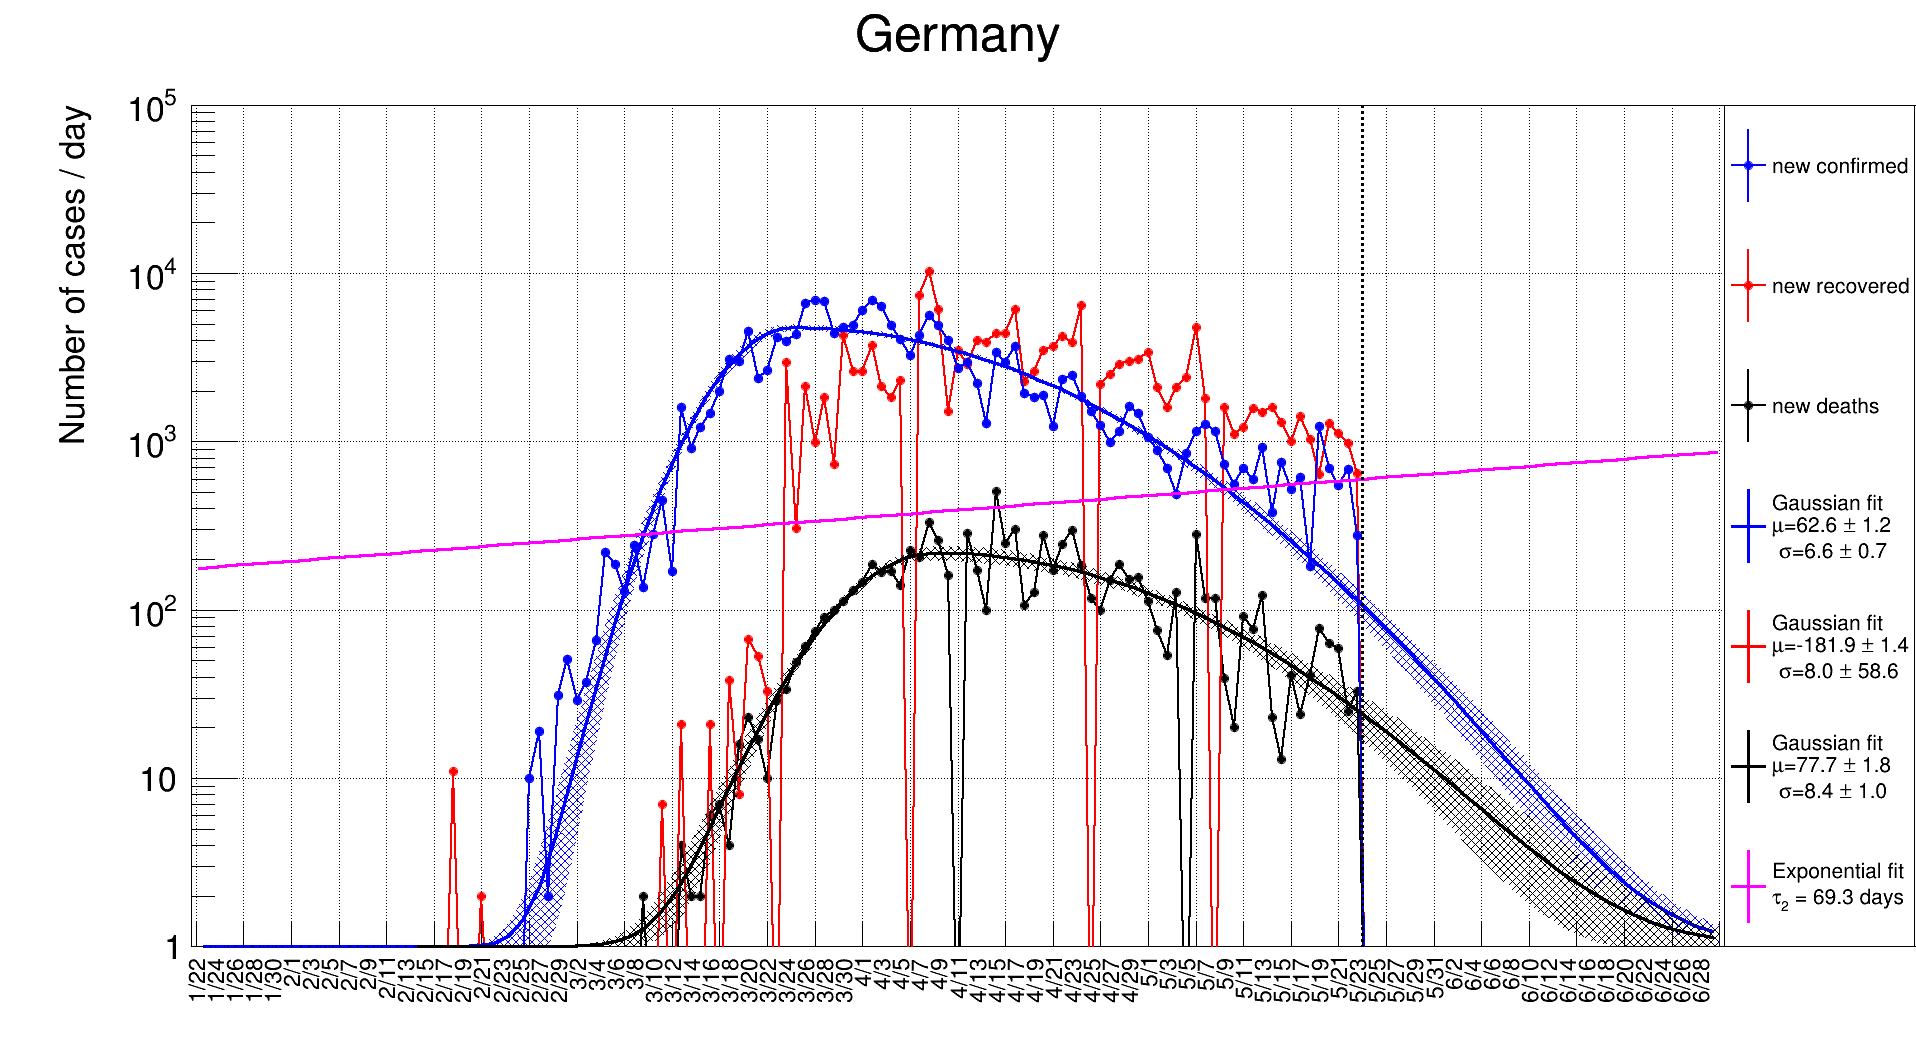 Germany
Number of cases / day
10⁵
10⁴
10³
10²
10
1
1/22 1/24 1/26 1/28 1/30 2/1 2/3 2/5 2/7 2/9 2/11 2/13 2/15 2/17 2/19 2/21 2/23 2/25 2/27 2/29 3/2 3/4 3/6 3/8 3/10 3/12 3/14 3/16 3/18 3/20 3/22 3/24 3/26 3/28 3/30 4/1 4/3 4/5 4/7 4/9 4/11 4/13 4/15 4/17 4/19 4/21 4/23 4/25 4/27 4/29 5/1 5/3 5/5 5/7 5/9 5/11 5/13 5/15 5/17 5/19 5/21 5/23 5/25 5/27 5/29 5/31 6/2 6/4 6/6 6/8 6/10 6/12 6/14 6/16 6/18 6/20 6/22 6/24 6/26 6/28
new confirmed
new recovered
new deaths
Gaussian fit
μ=62.6 ± 1.2
σ=6.6 ± 0.7
Gaussian fit
μ=-181.9 ± 1.4
σ=8.0 ± 58.6
Gaussian fit
μ=77.7 ± 1.8
σ=8.4 ± 1.0
Exponential fit
τ₂ = 69.3 days